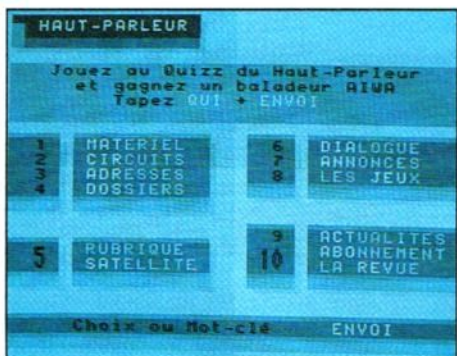 HAUT-PARLEUR
Jouez au Quizz du Haut-Parleur
et gagnez un baladeur AIWA
Tapez QUI + ENVOI
1 MATERIEL
2 CIRCUITS
3 ADRESSES
4 DOSSIERS
5 RUBRIQUE
SATELLITE
6 DIALOGUE
7 ANNONCES
8 LES JEUX
9 ACTUALITES
10 ABONNEMENT
LA REVUE
Choix ou Mot-clé ENVOI